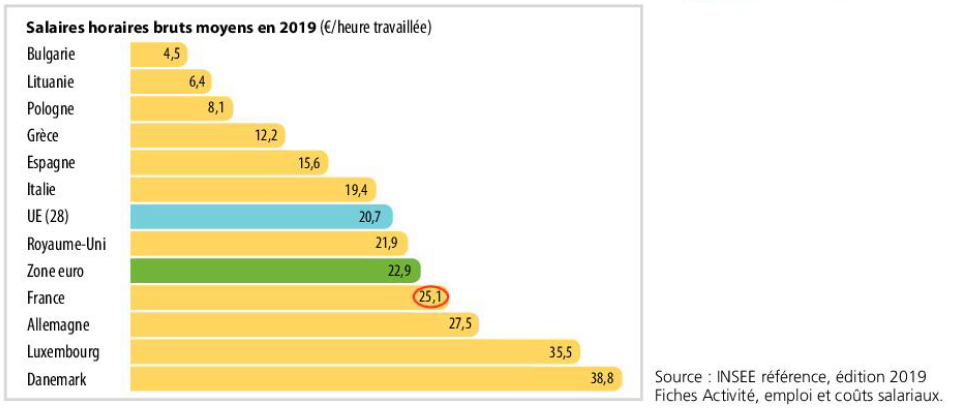 Salaires horaires bruts moyens en 2019 (€/heure travaillée)
Bulgarie 4,5
Lituanie 6,4
Pologne 8,1
Grèce 12,2
Espagne 15,6
Italie 19,4
UE (28) 20,7
Royaume-Uni 21,9
Zone euro 22,9
France 25,1
Allemagne 27,5
Luxembourg 35,5
Danemark 38,8
Source : INSEE référence, édition 2019
Fiches Activité, emploi et coûts salariaux.